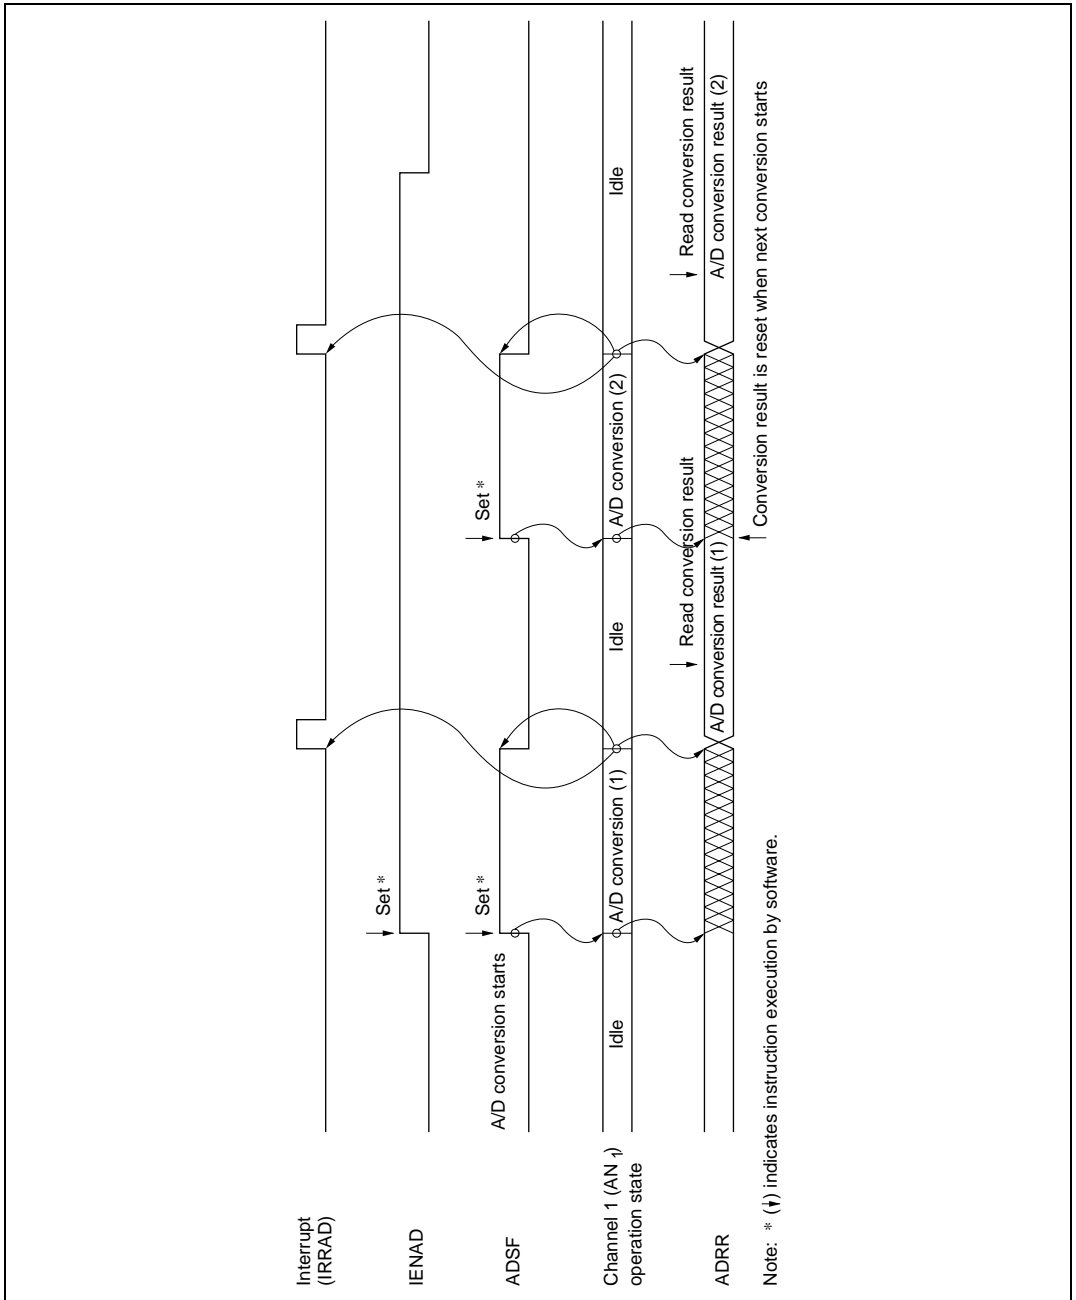 Interrupt
(IRRAD)
IENAD
Set *
ADSF
A/D conversion starts
Set *
Set *
Channel 1 (AN 1)
operation state
Idle
A/D conversion (1)
Idle
A/D conversion (2)
Idle
Read conversion result
Read conversion result
ADRR
A/D conversion result (1)
A/D conversion result (2)
Conversion result is reset when next conversion starts
Note: * (↓) indicates instruction execution by software.